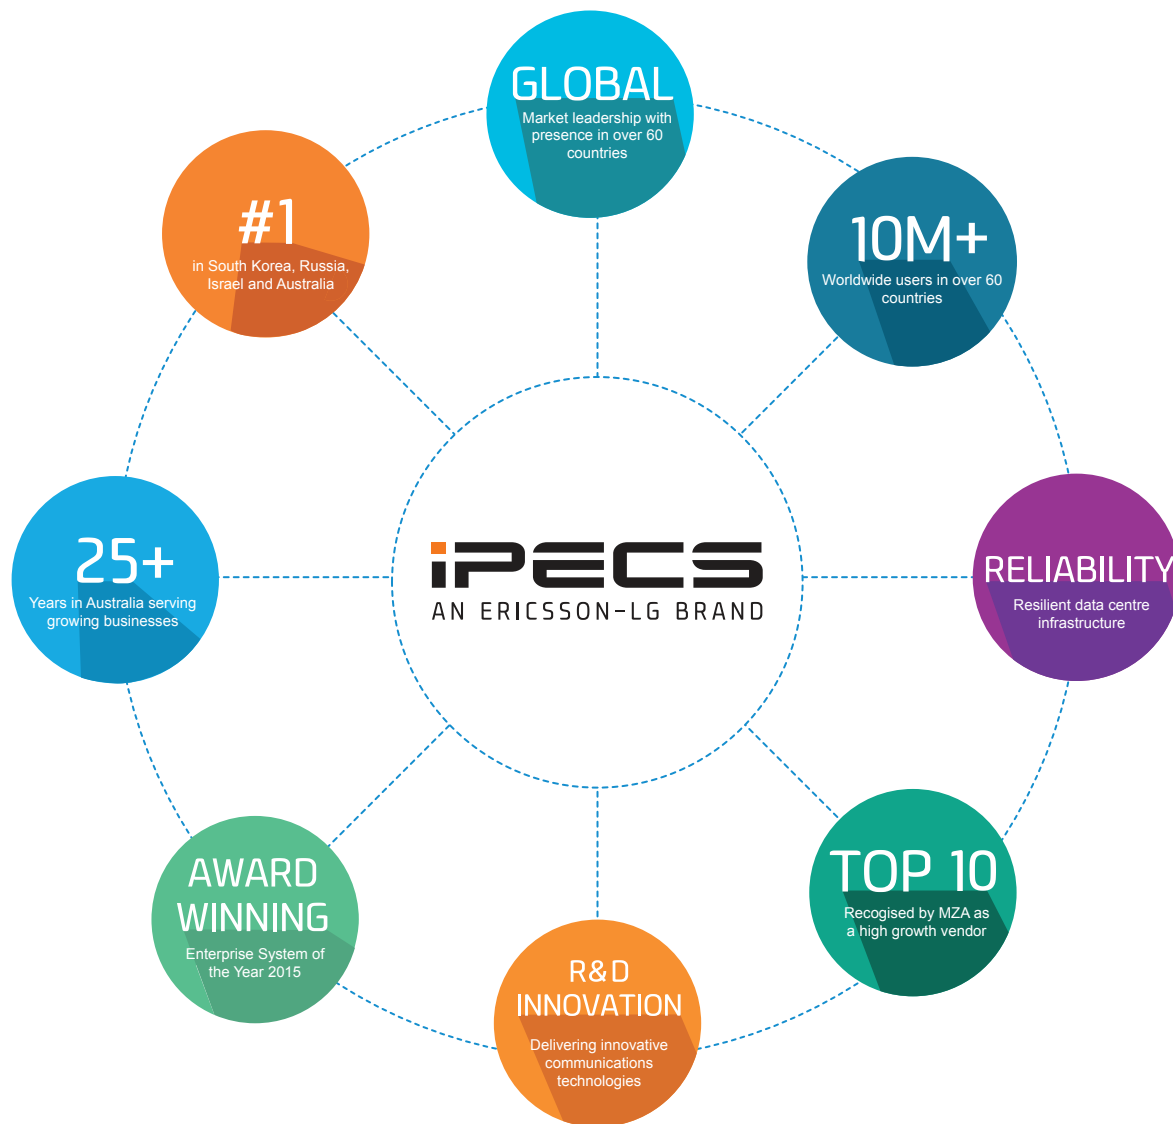 GLOBAL
Market leadership with
presence in over 60
countries
10M+
Worldwide users in over 60
countries
RELIABILITY
Resilient data centre
infrastructure
TOP 10
Recognised by MZA as
a high growth vendor
R&D
INNOVATION
Delivering innovative
communications
technologies
AWARD
WINNING
Enterprise System of
the Year 2015
25+
Years in Australia serving
growing businesses
#1
in South Korea, Russia,
Israel and Australia
iPECS
AN ERICSSON-LG BRAND